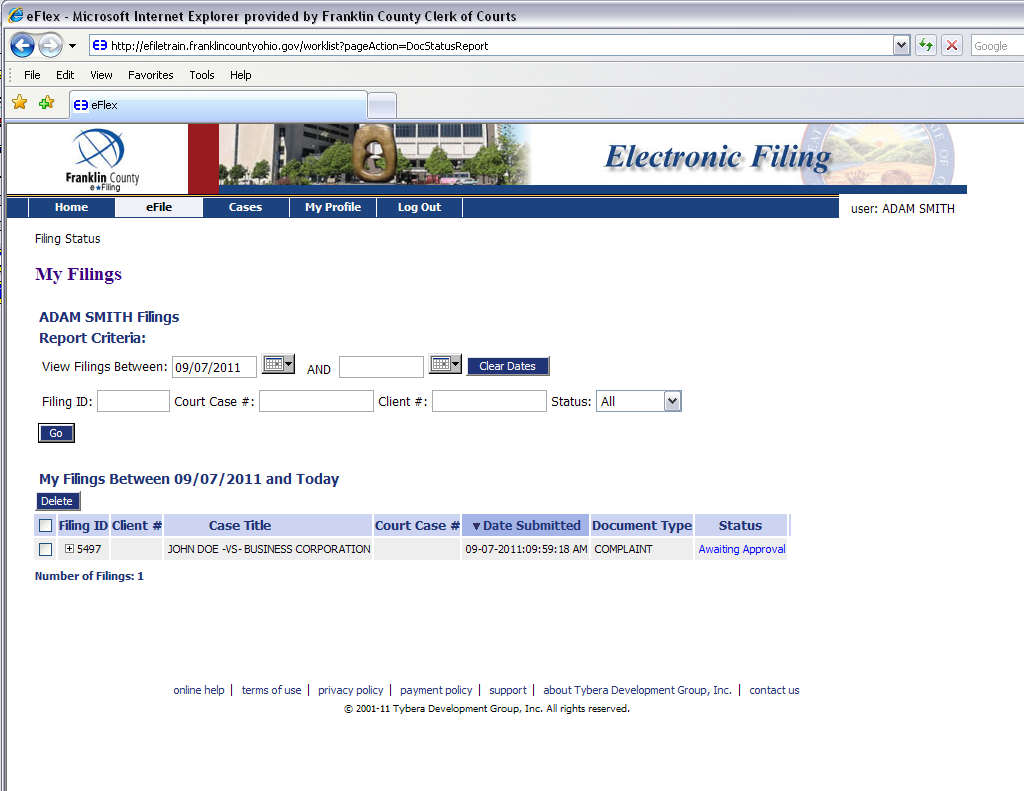 eFlex - Microsoft Internet Explorer provided by Franklin County Clerk of Courts
http://efiletrain.franklincountyohio.gov/worklist?pageAction=DocStatusReport
Google
File Edit View Favorites Tools Help
eFlex
Franklin County
e★Filing
Electronic Filing
Home eFile Cases My Profile Log Out user: ADAM SMITH
Filing Status
My Filings
ADAM SMITH Filings
Report Criteria:
View Filings Between: 09/07/2011 AND Clear Dates
Filing ID: Court Case #: Client #: Status: All
Go
My Filings Between 09/07/2011 and Today
Delete
Filing ID Client # Case Title Court Case # ▼Date Submitted Document Type Status
5497 JOHN DOE -VS- BUSINESS CORPORATION 09-07-2011:09:59:18 AM COMPLAINT Awaiting Approval
Number of Filings: 1
online help | terms of use | privacy policy | payment policy | support | about Tybera Development Group, Inc. | contact us
© 2001-11 Tybera Development Group, Inc. All rights reserved.